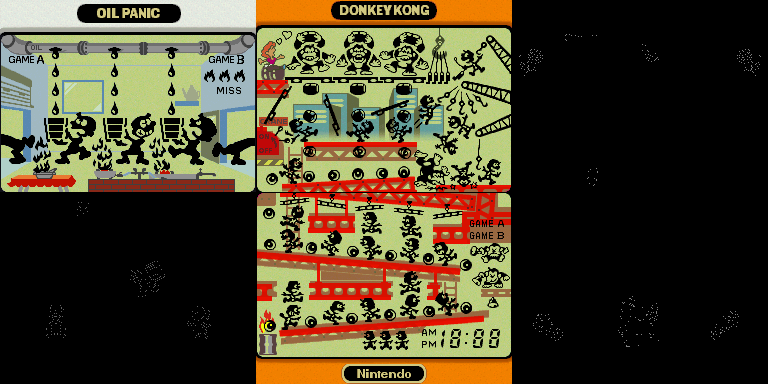 OIL PANIC
OIL
GAME A
GAME B
MISS
DONKEY KONG
GAME A
GAME B
AM
PM 18:88
Nintendo